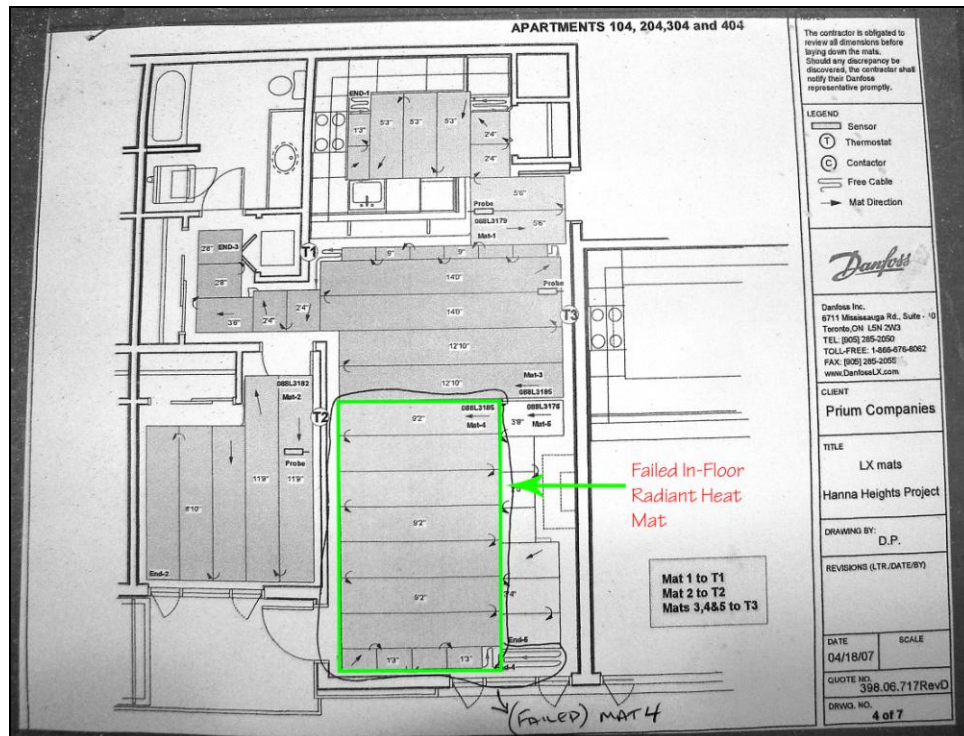 APARTMENTS 104, 204,304 and 404
NOTES
The contractor is obligated to
review all dimensions before
laying down the mats.
Should any discrepancy be
discovered, the contractor shall
notify their Danfoss
representative promptly.
LEGEND
Sensor
T Thermostat
C Contactor
Free Cable
Mat Direction
Danfoss
Danfoss Inc.
6711 Mississauga Rd., Suite
Toronto,ON L5N 2W3
TEL: [905] 285-2050
TOLL-FREE: 1-866-676-8062
FAX: [905] 285-2055
www.DanfossLX.com
CLIENT
Prium Companies
TITLE
LX mats
Hanna Heights Project
DRAWING BY:
D.P.
REVISIONS (LTR./DATE/BY)
DATE
04/18/07
SCALE
QUOTE NO.
398.06.717RevD
DRWG. NO.
4 of 7
END-1
1'3"
5'3"
5'3"
5'3"
2'4"
2'4"
5'6"
Probe
088L3179
5'6"
Mat-1
2'6"
END-3
T1
9"
9"
14'0"
Probe
2'8"
3'6"
2'4"
2'4"
14'0"
T3
12'10"
088L3182
Mat-2
Mat-3
12'10"
088L3185
T2
088L3185
088L3176
9'2"
Mat-4
3'9"
Mat-5
Probe
11'9"
11'9"
8'10"
9'2"
9'2"
2'4"
End-2
1'3"
1'3"
End-5
End-4
Failed In-Floor
Radiant Heat
Mat
Mat 1 to T1
Mat 2 to T2
Mats 3,4&5 to T3
(FAILED) MAT 4